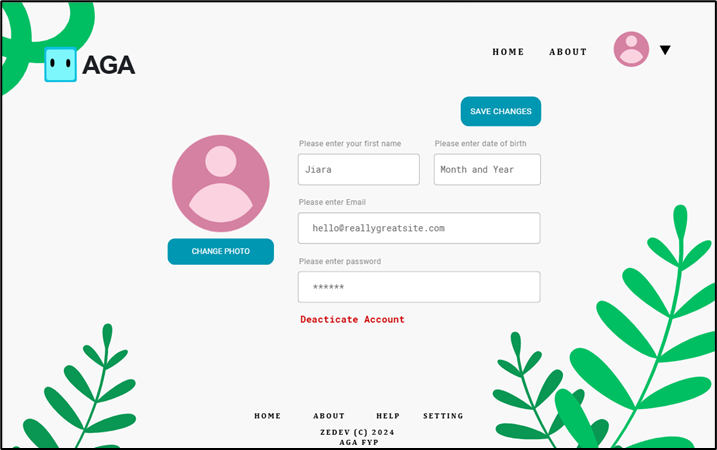 AGA
HOME ABOUT
SAVE CHANGES
Please enter your first name Please enter date of birth
Jiara Month and Year
Please enter Email
hello@reallygreatsite.com
CHANGE PHOTO
Please enter password
******
Deacticate Account
HOME ABOUT HELP SETTING
ZEDEV (C) 2024
AGA FYP